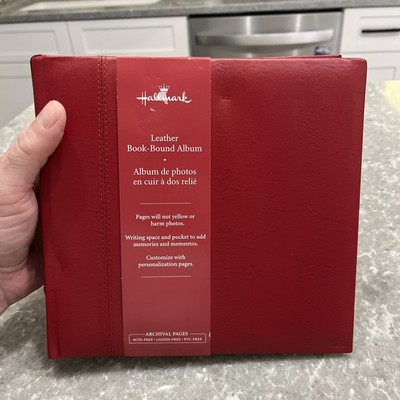 Hallmark
Leather
Book-Bound Album
•
Album de photos
en cuir à dos relié
Pages will not yellow or
harm photos.
Writing space and pocket to add
memories and mementos.
Customize with
personalization pages.
ARCHIVAL PAGES
ACID-FREE • LIGNIN-FREE • PVC-FREE